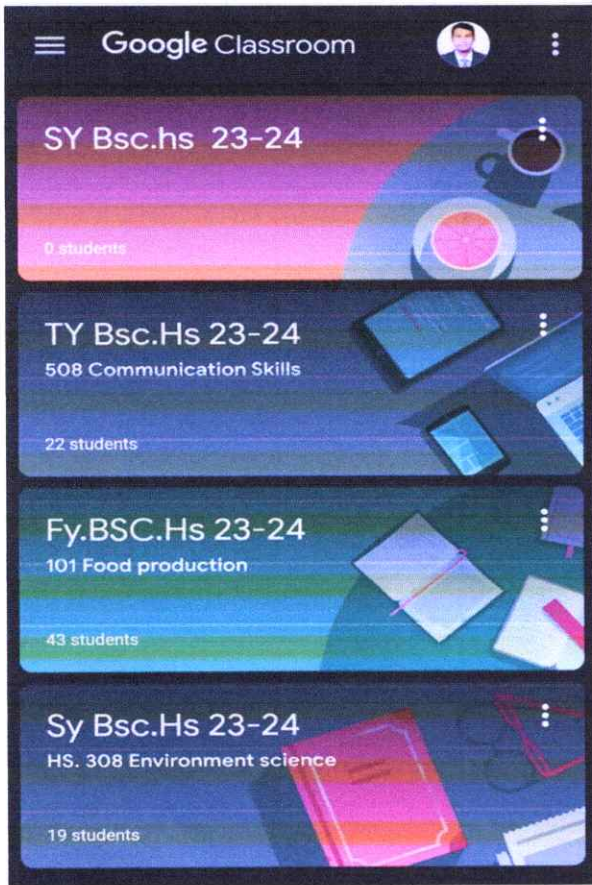 Google Classroom
SY Bsc.hs 23-24
0 students
TY Bsc.Hs 23-24
508 Communication Skills
22 students
Fy.BSC.Hs 23-24
101 Food production
43 students
Sy Bsc.Hs 23-24
HS. 308 Environment science
19 students